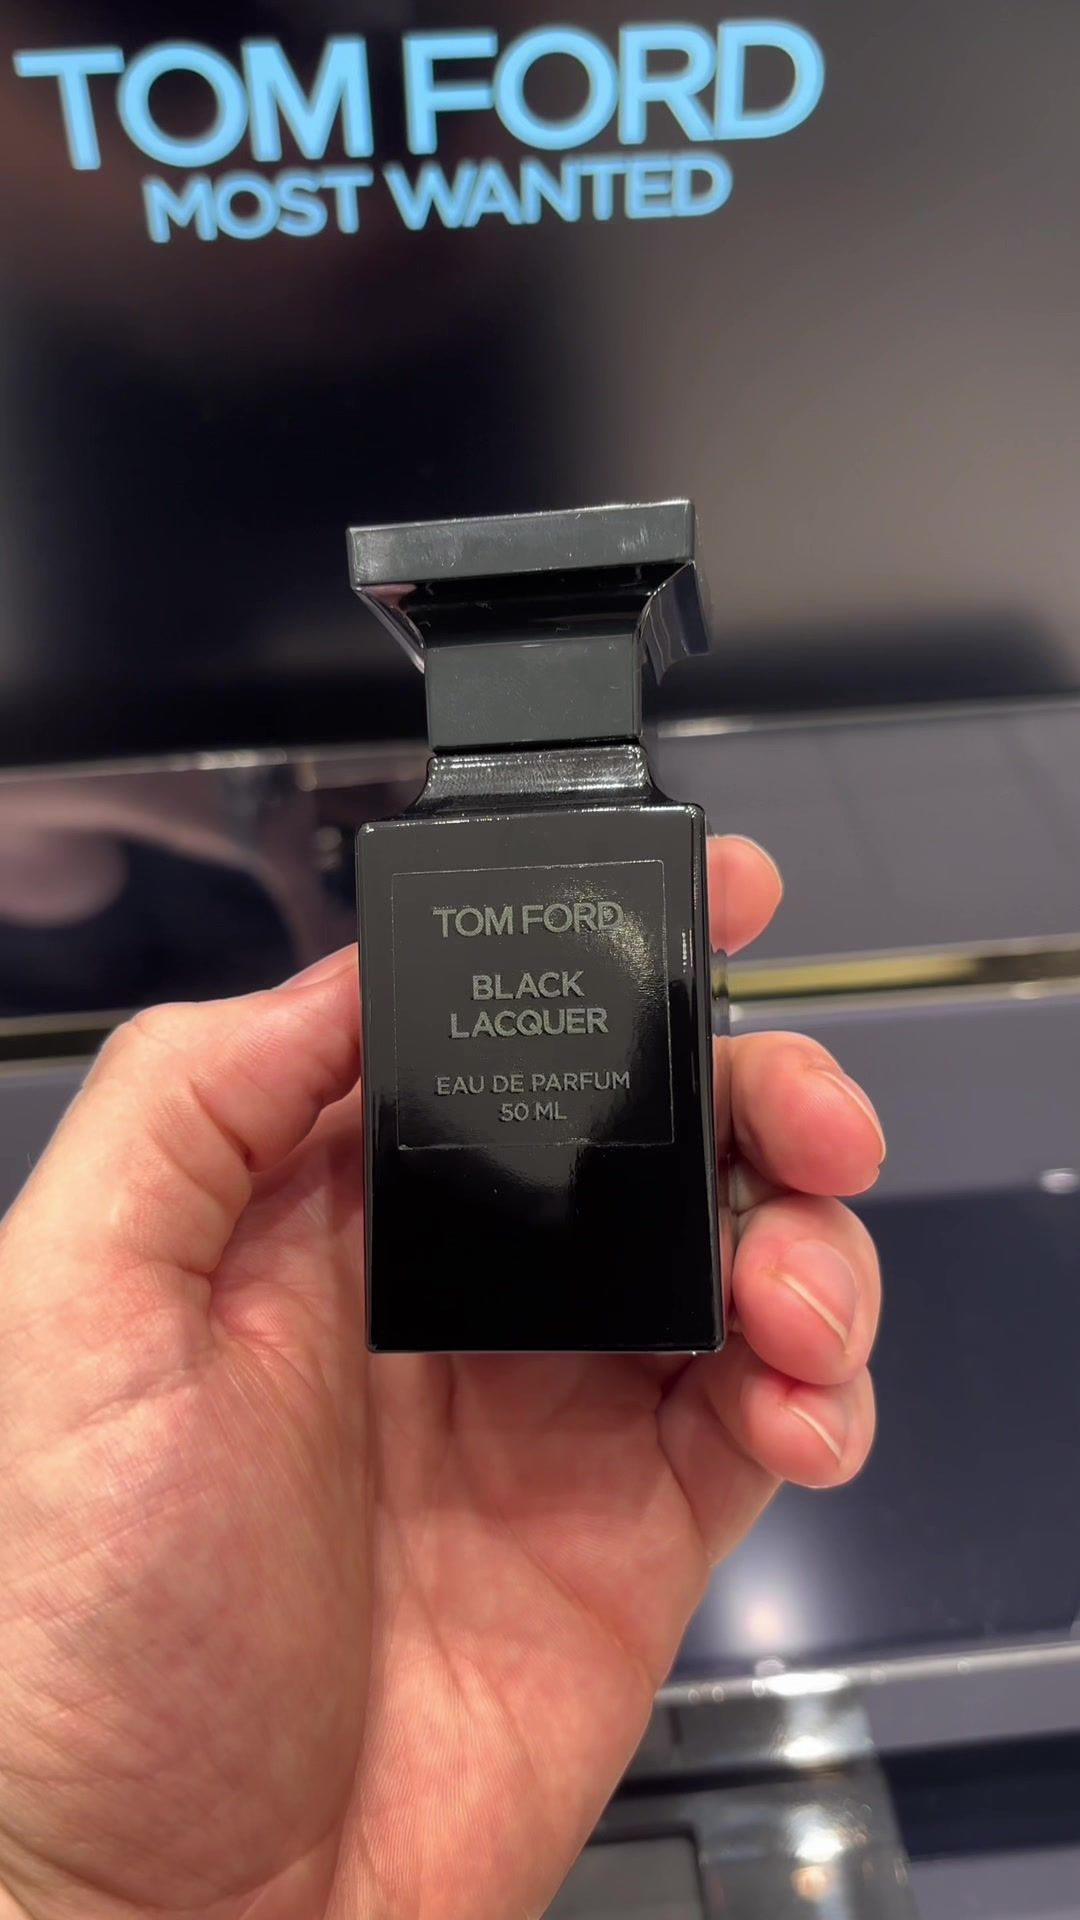 TOM FORD
MOST WANTED
TOM FORD
BLACK
LACQUER
EAU DE PARFUM
50 ML